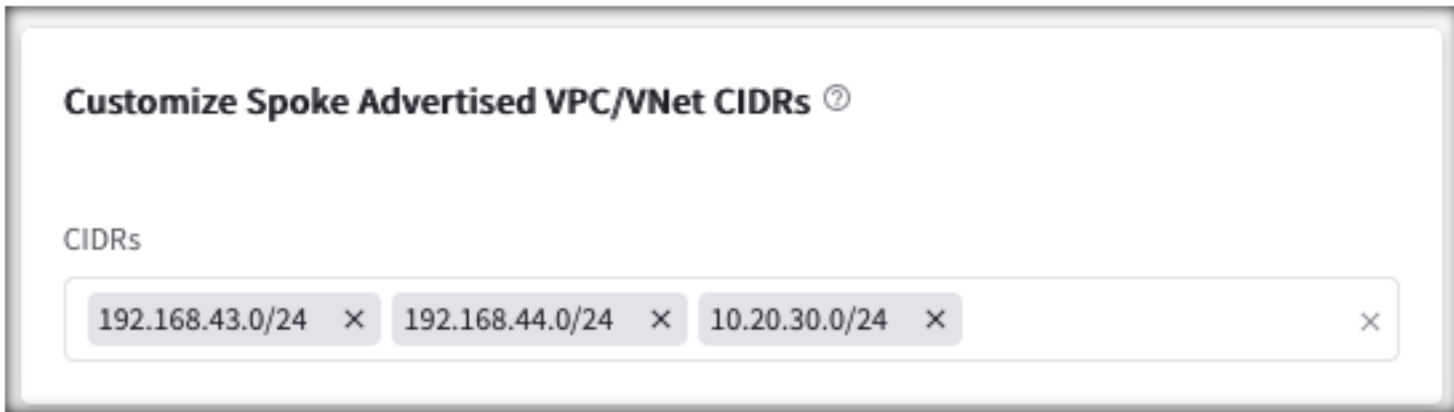 Customize Spoke Advertised VPC/VNet CIDRs ?
CIDRs
192.168.43.0/24 × 192.168.44.0/24 × 10.20.30.0/24 × ×